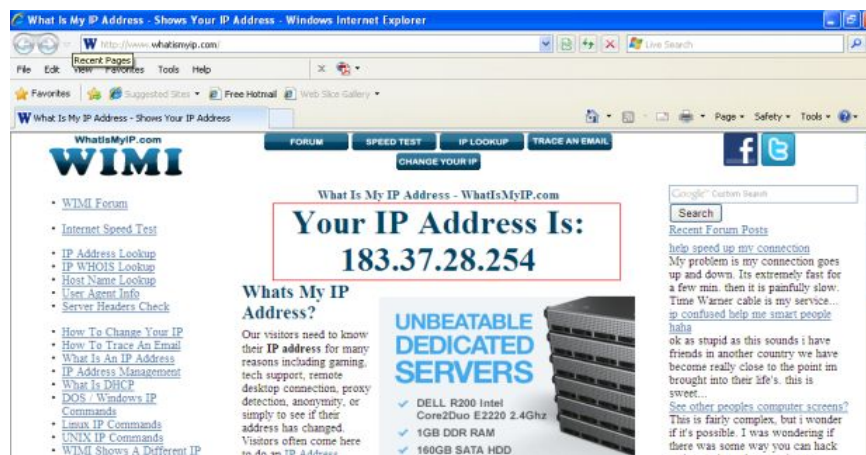 What Is My IP Address - Shows Your IP Address - Windows Internet Explorer
W http://www.whatismyip.com/
Live Search
Recent Pages
File Edit View Favorites Tools Help
Favorites Suggested Sites Free Hotmail Web Slice Gallery
W What Is My IP Address - Shows Your IP Address
Page Safety Tools
WhatIsMyIP.com
WIMI
FORUM SPEED TEST IP LOOKUP TRACE AN EMAIL
CHANGE YOUR IP
WIMI Forum
Internet Speed Test
IP Address Lookup
IP WHOIS Lookup
Host Name Lookup
User Agent Info
Server Headers Check
How To Change Your IP
How To Trace An Email
What Is An IP Address
IP Address Management
What Is DHCP
DOS / Windows IP
Commands
Linux IP Commands
UNIX IP Commands
WIMI Shows A Different IP
What Is My IP Address - WhatIsMyIP.com
Your IP Address Is:
183.37.28.254
Whats My IP
Address?
Our visitors need to know
their IP address for many
reasons including gaming,
tech support, remote
desktop connection, proxy
detection, anonymity, or
simply to see if their
address has changed.
Visitors often come here
to do an IP Address
UNBEATABLE
DEDICATED
SERVERS
DELL R200 Intel
Core2Duo E2220 2.4Ghz
1GB DDR RAM
160GB SATA HDD
f
Google™ Custom Search
Search
Recent Forum Posts
help speed up my connection
My problem is my connection goes
up and down. Its extremely fast for
a few min. then it is painfully slow.
Time Warner cable is my service...
ip confused help me smart people
haha
ok as stupid as this sounds i have
friends in another country we have
become really close to the point im
brought into their life's. this is
sweet...
See other peoples computer screens?
This is fairly complex, but i wonder
if it's possible. I was wondering if
there was some way you can hack